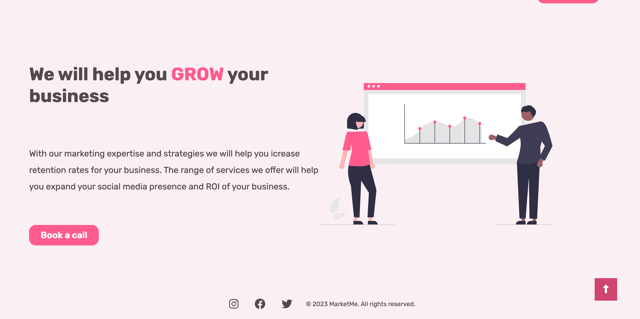 We will help you GROW your
business
With our marketing expertise and strategies we will help you icrease
retention rates for your business. The range of services we offer will help
you expand your social media presence and ROI of your business.
Book a call
© 2023 MarketMe. All rights reserved.